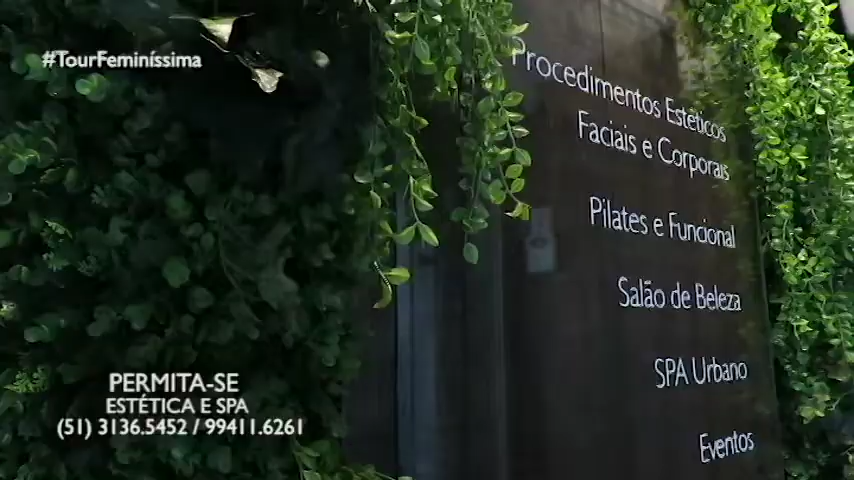 #TourFeminíssima
Procedimentos Estéticos
Faciais e Corporais
Pilates e Funcional
Salão de Beleza
SPA Urbano
Eventos
PERMITA-SE
ESTÉTICA E SPA
(51) 3136.5452 / 99411.6261